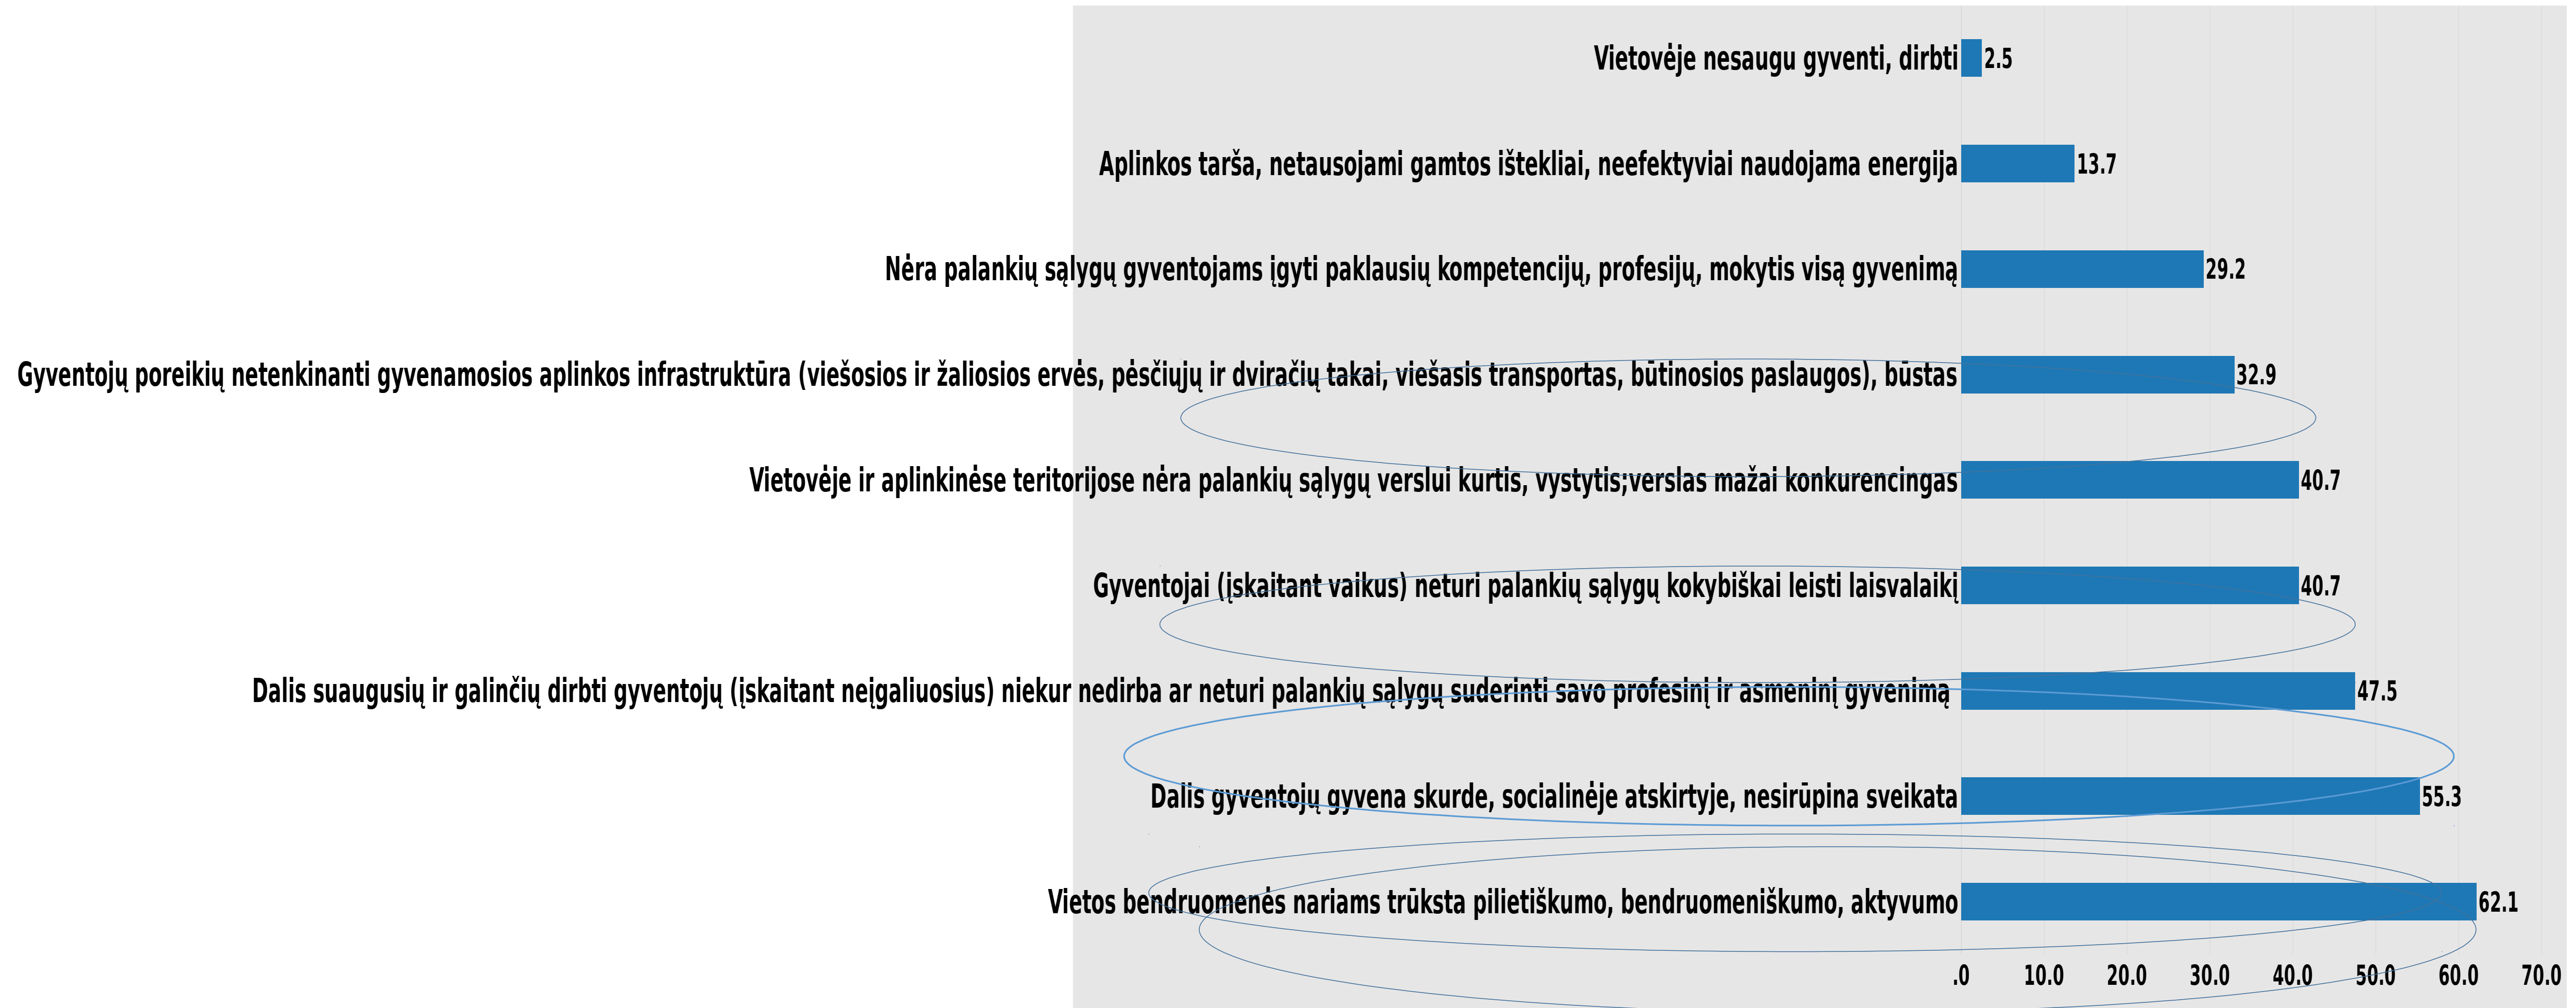 Vietovėje nesaugu gyventi, dirbti 2.5
Aplinkos tarša, netausojami gamtos ištekliai, neefektyviai naudojama energija 13.7
Nėra palankių sąlygų gyventojams įgyti paklausių kompetencijų, profesijų, mokytis visą gyvenimą 29.2
Gyventojų poreikių netenkinanti gyvenamosios aplinkos infrastruktūra (viešosios ir žaliosios ervės, pėsčiųjų ir dviračių takai, viešasis transportas, būtinosios paslaugos), būstas 32.9
Vietovėje ir aplinkinėse teritorijose nėra palankių sąlygų verslui kurtis, vystytis;verslas mažai konkurencingas 40.7
Gyventojai (įskaitant vaikus) neturi palankių sąlygų kokybiškai leisti laisvalaikį 40.7
Dalis suaugusių ir galinčių dirbti gyventojų (įskaitant neįgaliuosius) niekur nedirba ar neturi palankių sąlygų suderinti savo profesinį ir asmeninį gyvenimą 47.5
Dalis gyventojų gyvena skurde, socialinėje atskirtyje, nesirūpina sveikata 55.3
Vietos bendruomenės nariams trūksta pilietiškumo, bendruomeniškumo, aktyvumo 62.1
.0 10.0 20.0 30.0 40.0 50.0 60.0 70.0